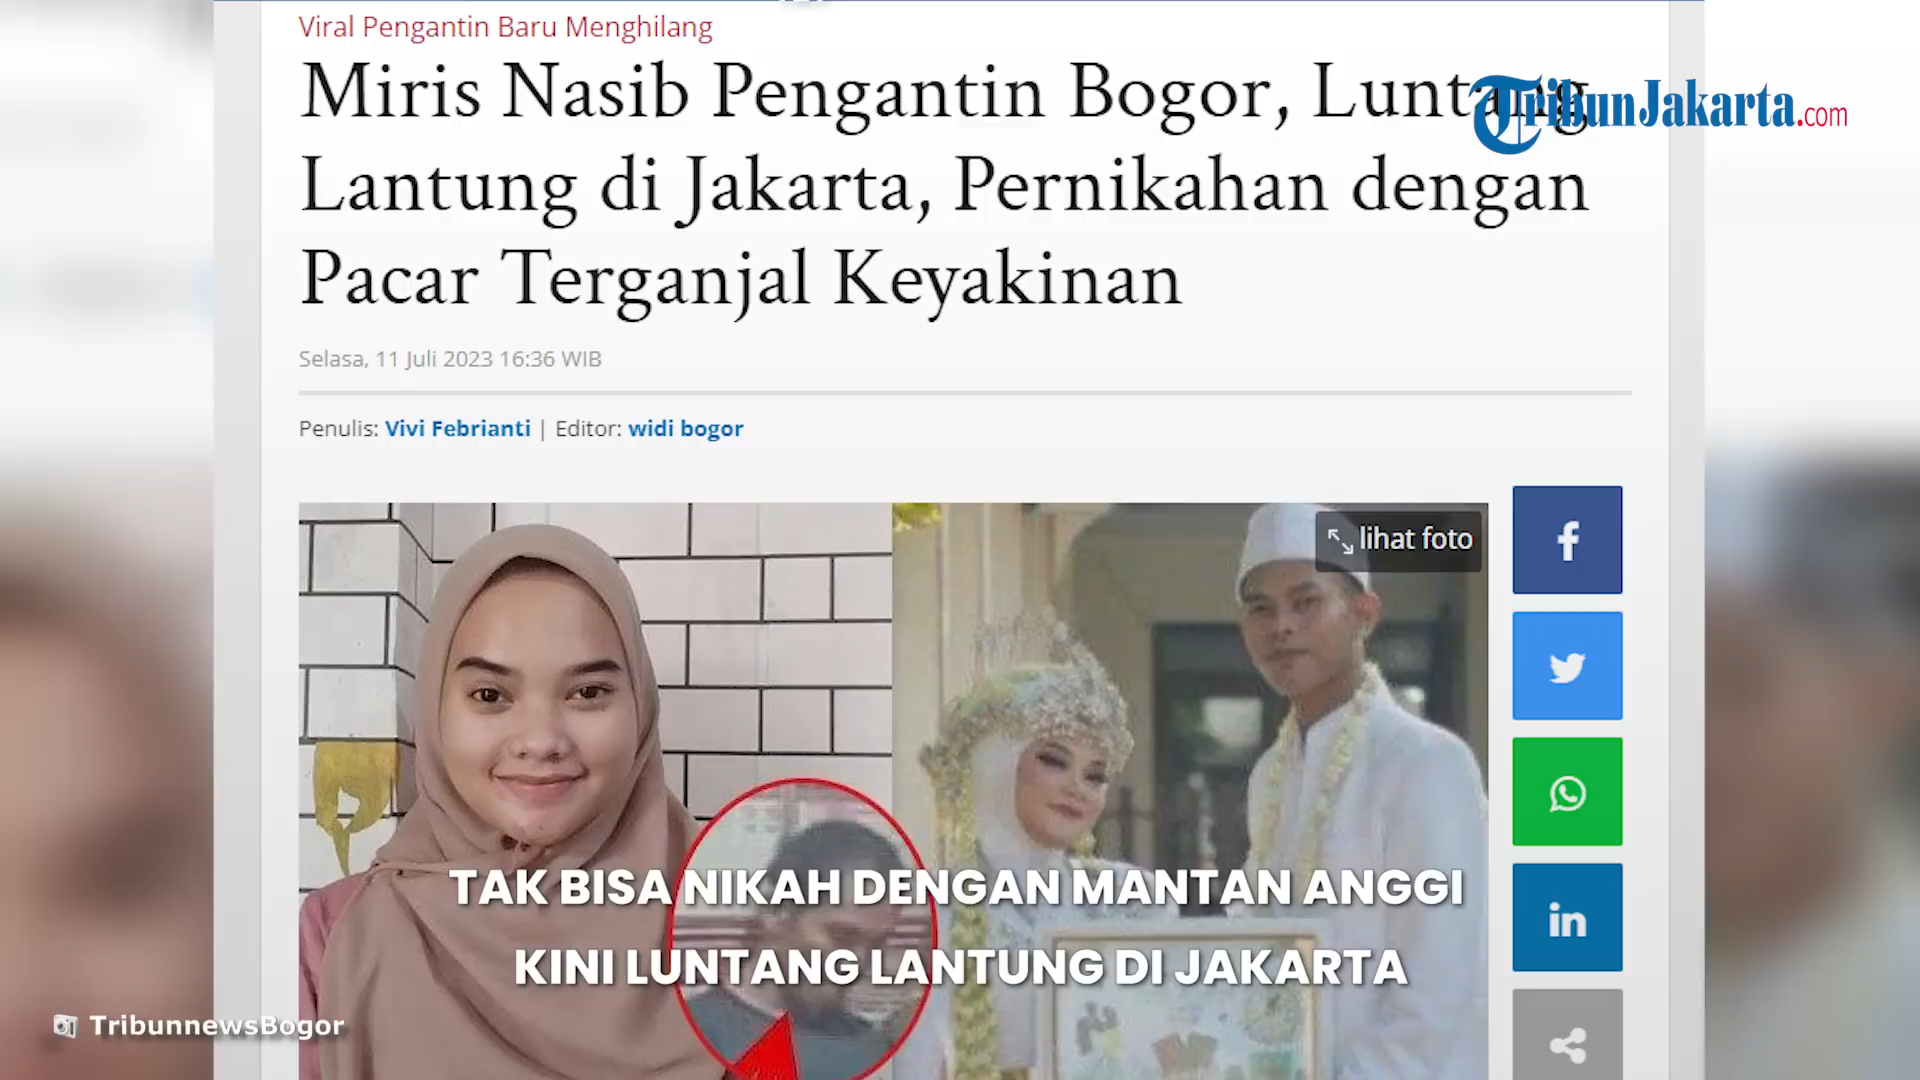 Viral Pengantin Baru Menghilang
Miris Nasib Pengantin Bogor, Luntang
TribunJakarta.com
Lantung di Jakarta, Pernikahan dengan
Pacar Terganjal Keyakinan
Selasa, 11 Juli 2023 16:36 WIB
Penulis: Vivi Febrianti | Editor: widi bogor
lihat foto
TAK BISA NIKAH DENGAN MANTAN ANGGI
KINI LUNTANG LANTUNG DI JAKARTA
TribunnewsBogor